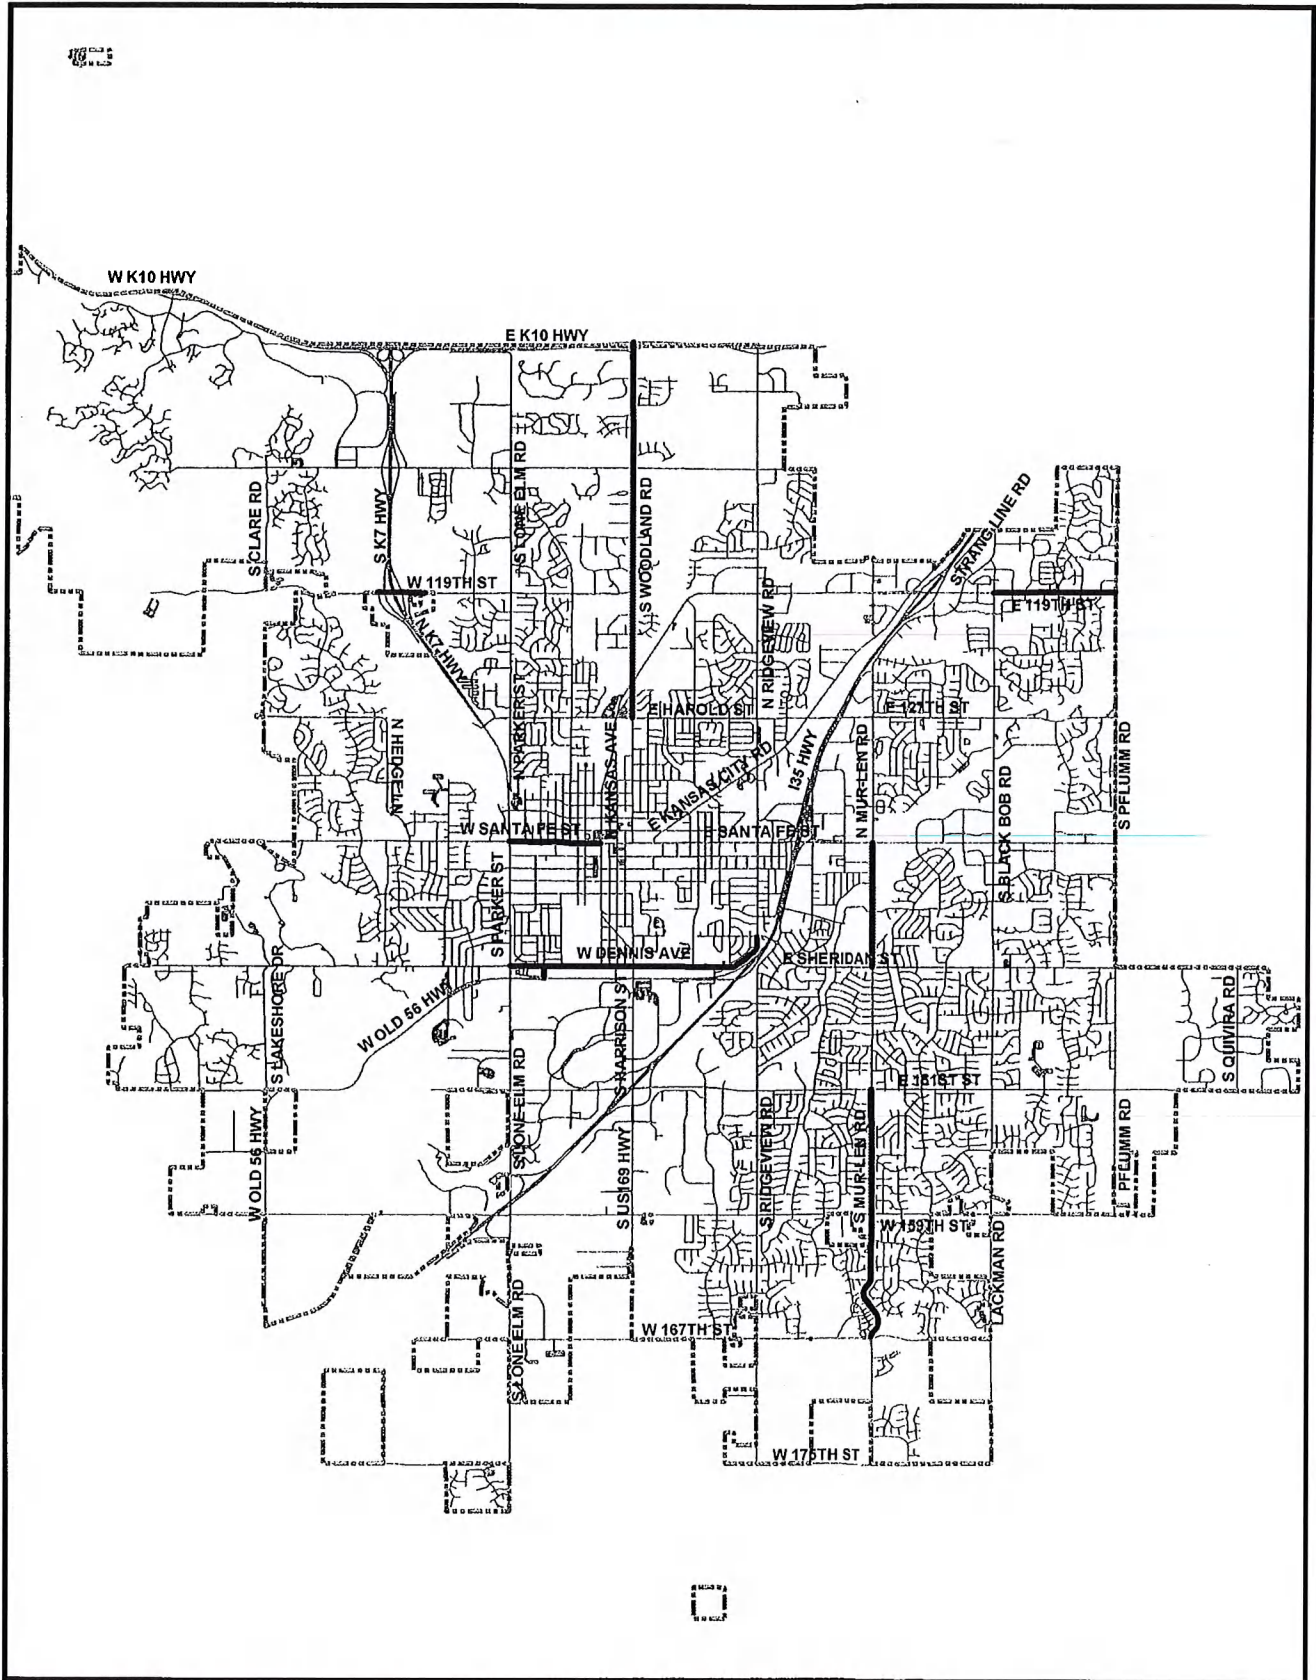 W K10 HWY
E K10 HWY
S CLARE RD
S K7 HWY
S LONE ELM RD
S WOODLAND RD
STRANG LINE RD
W 119TH ST
E 119TH ST
N K7 HWY
N RIDGEVIEW RD
N PARKER ST
E HAROLD ST
E 127TH ST
N HEDGE LN
N KANSAS AVE
E KANSAS CITY RD
I35 HWY
N MUR-LEN RD
S BLACK BOB RD
S PFLUMM RD
W SANTA FE ST
E SANTA FE ST
S PARKER ST
W DENNIS AVE
E SHERIDAN ST
S LAKESHORE DR
W OLD 56 HWY
S HARRISON ST
S QUIVIRA RD
E 151ST ST
S LONE ELM RD
W OLD 56 HWY
S US169 HWY
S RIDGEVIEW RD
S MUR-LEN RD
PFLUMM RD
W 159TH ST
LACKMAN RD
S LONE ELM RD
W 167TH ST
W 175TH ST